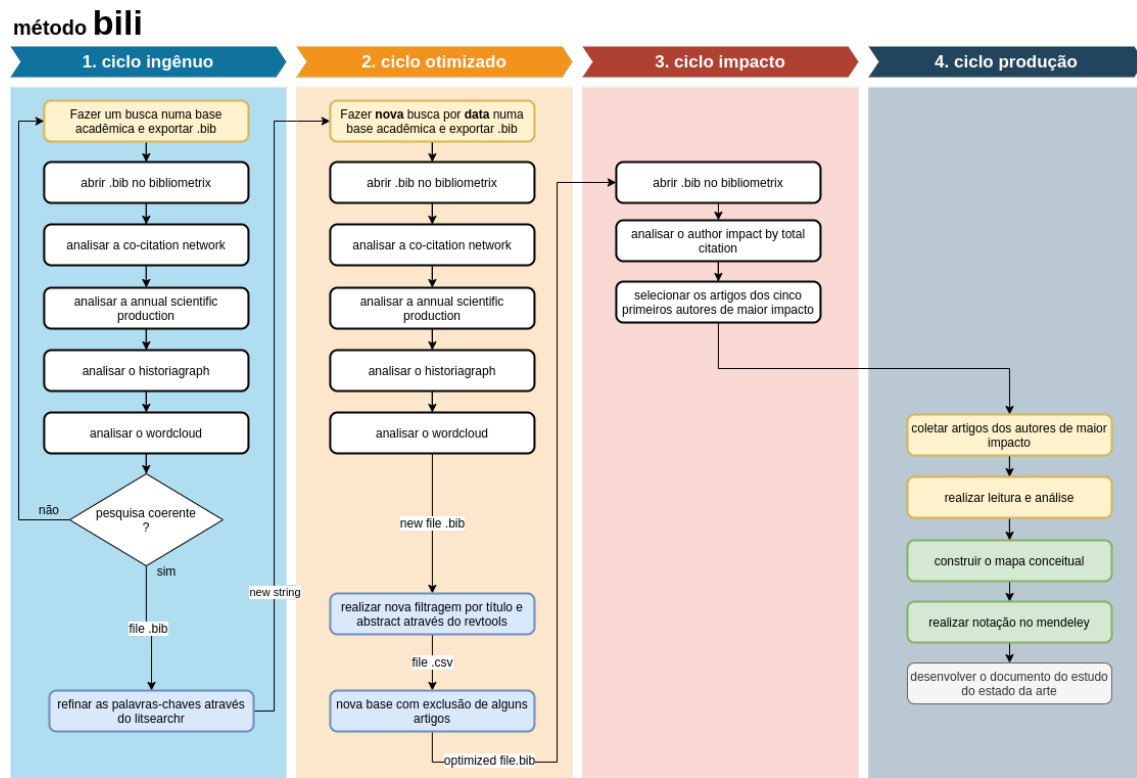 método bili
1. ciclo ingênuo
2. ciclo otimizado
3. ciclo impacto
4. ciclo produção
Fazer um busca numa base
acadêmica e exportar .bib
abrir .bib no bibliometrix
analisar a co-citation network
analisar a annual scientific
production
analisar o historiagraph
analisar o wordcloud
pesquisa coerente
?
não
sim
file .bib
refinar as palavras-chaves através
do litsearchr
new string
Fazer nova busca por data numa
base acadêmica e exportar .bib
abrir .bib no bibliometrix
analisar a co-citation network
analisar a annual scientific
production
analisar o historiagraph
analisar o wordcloud
new file .bib
realizar nova filtragem por título e
abstract através do revtools
file .csv
nova base com exclusão de alguns
artigos
optimized file.bib
abrir .bib no bibliometrix
analisar o author impact by total
citation
selecionar os artigos dos cinco
primeiros autores de maior impacto
coletar artigos dos autores de maior
impacto
realizar leitura e análise
construir o mapa conceitual
realizar notação no mendeley
desenvolver o documento do estudo
do estado da arte